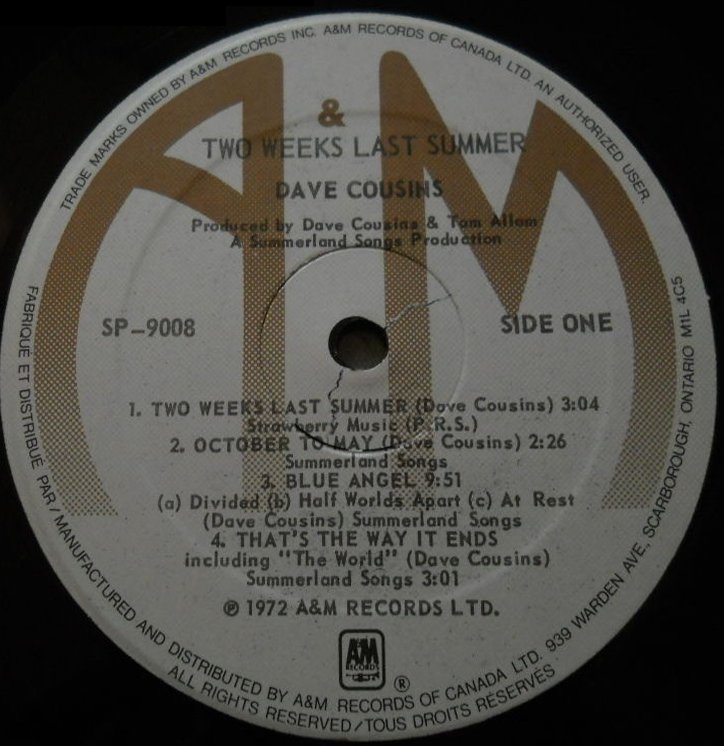 TRADE MARKS OWNED BY A&M RECORDS INC. A&M RECORDS OF CANADA LTD. AN AUTHORIZED USER.
A & M
TWO WEEKS LAST SUMMER
DAVE COUSINS
Produced by Dave Cousins & Tom Allom
A Summerland Songs Production
SP-9008
SIDE ONE
1. TWO WEEKS LAST SUMMER (Dave Cousins) 3:04
Strawberry Music (P.R.S.)
2. OCTOBER TO MAY (Dave Cousins) 2:26
Summerland Songs
3. BLUE ANGEL 9:51
(a) Divided (b) Half Worlds Apart (c) At Rest
(Dave Cousins) Summerland Songs
4. THAT'S THE WAY IT ENDS
including "The World" (Dave Cousins)
Summerland Songs 3:01
℗ 1972 A&M RECORDS LTD.
A&M
RECORDS
®
FABRIQUÉ ET DISTRIBUÉ PAR/MANUFACTURED AND DISTRIBUTED BY A&M RECORDS OF CANADA LTD. 939 WARDEN AVE, SCARBOROUGH, ONTARIO M1L 4C5
ALL RIGHTS RESERVED/TOUS DROITS RÉSERVÉS